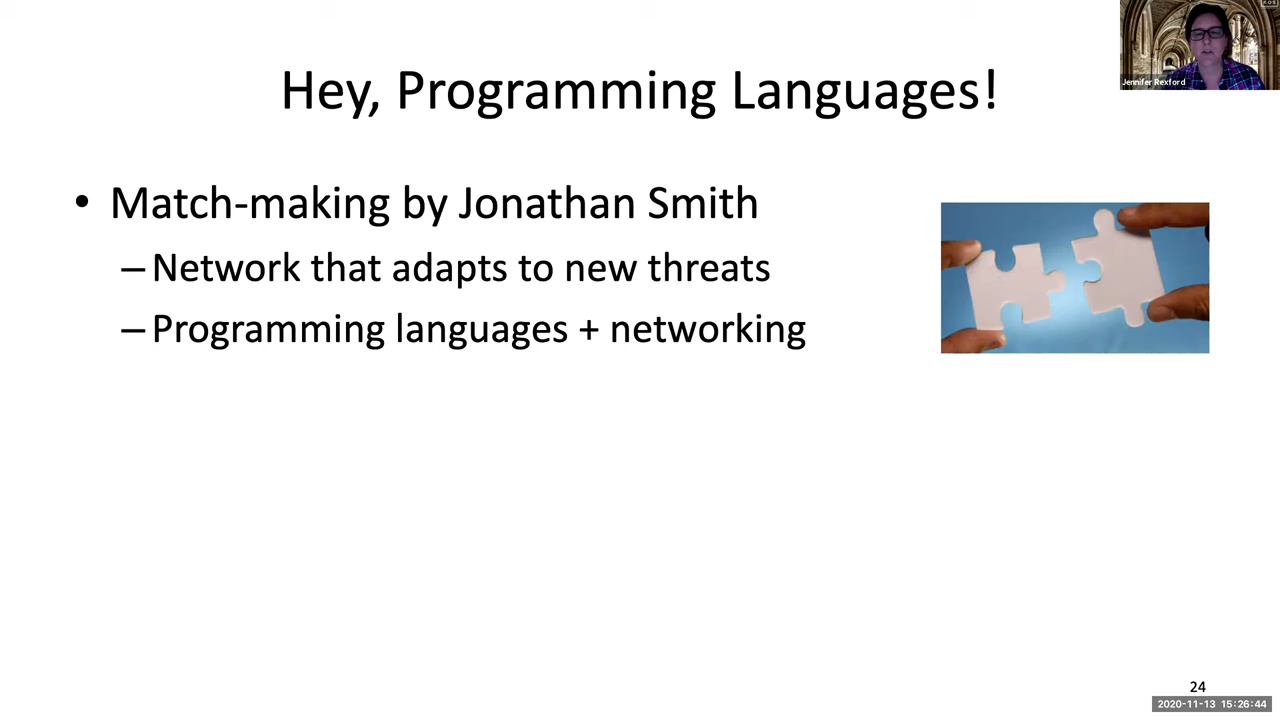 Hey, Programming Languages!
Jennifer Rexford
• Match-making by Jonathan Smith
– Network that adapts to new threats
– Programming languages + networking
24
2020-11-13 15:26:44